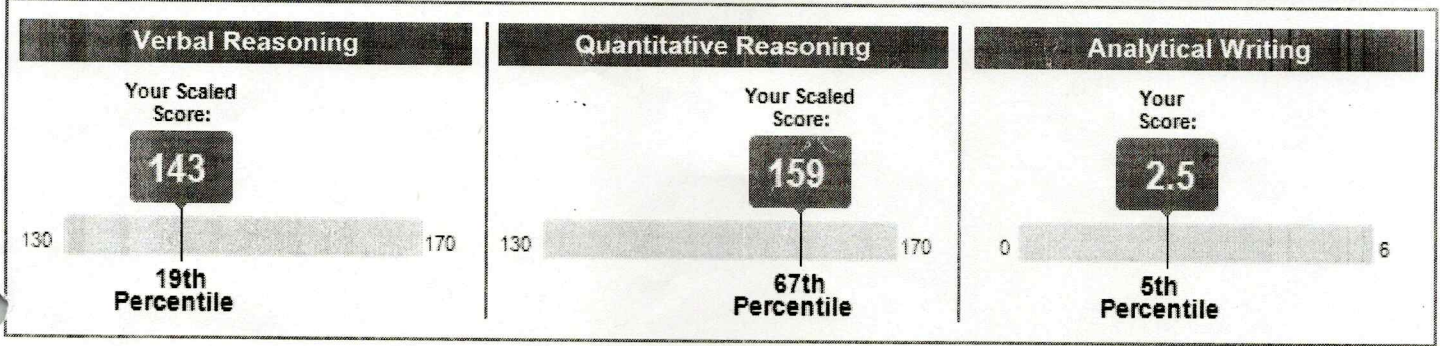 Verbal Reasoning
Your Scaled
Score:
143
130
170
19th
Percentile
Quantitative Reasoning
Your Scaled
Score:
159
130
170
67th
Percentile
Analytical Writing
Your
Score:
2.5
0
6
5th
Percentile